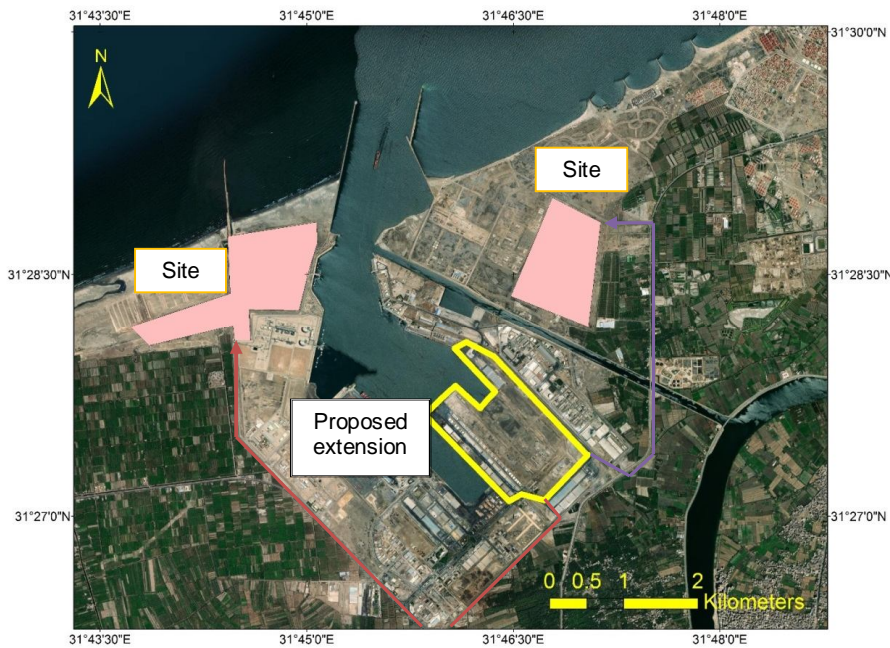 31°43'30"E
31°45'0"E
31°46'30"E
31°48'0"E
31°30'0"N
N
Site
Site
31°28'30"N
31°28'30"N
Proposed
extension
31°27'0"N
31°27'0"N
0 0.5 1 2
Kilometers
31°43'30"E
31°45'0"E
31°46'30"E
31°48'0"E